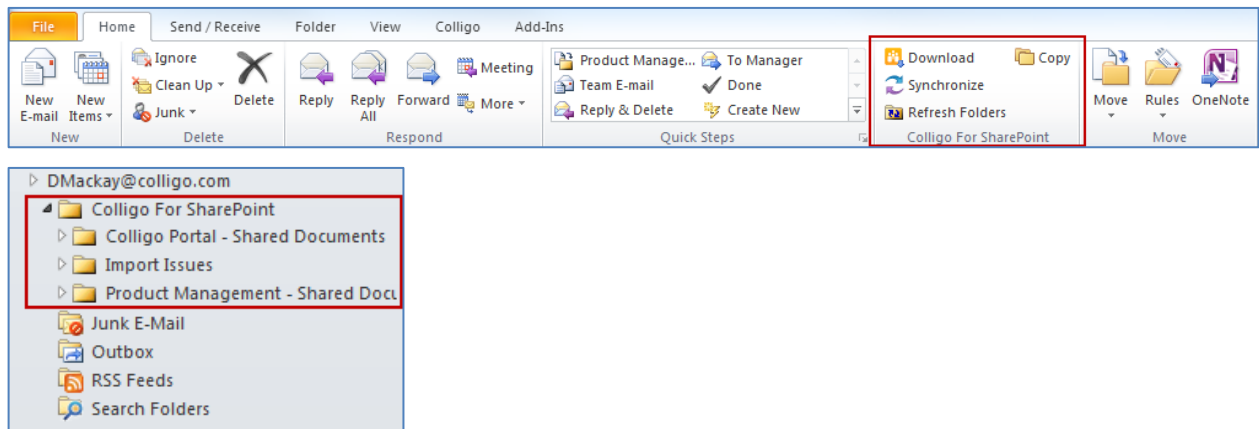 File Home Send / Receive Folder View Colligo Add-Ins
Ignore Meeting Product Manage... To Manager Download Copy
Clean Up Team E-mail Done Synchronize
New E-mail New Items Junk Delete Reply Reply All Forward More Reply & Delete Create New Refresh Folders Move Rules OneNote
New Delete Respond Quick Steps Colligo For SharePoint Move
DMackay@colligo.com
Colligo For SharePoint
Colligo Portal - Shared Documents
Import Issues
Product Management - Shared Docu
Junk E-Mail
Outbox
RSS Feeds
Search Folders